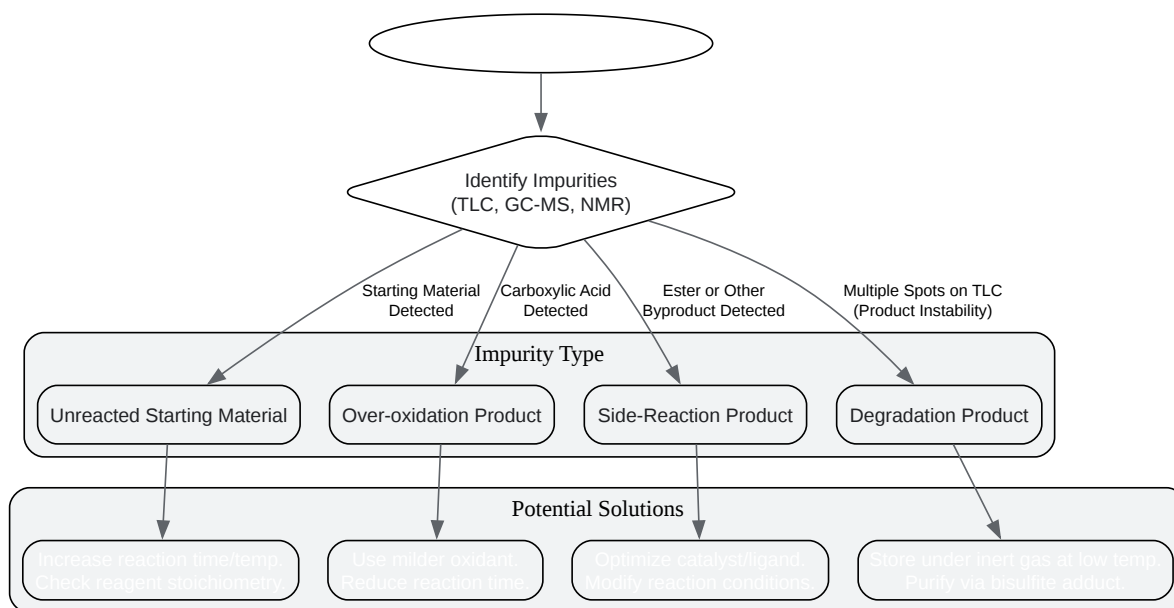 Identify Impurities
(TLC, GC-MS, NMR)
Starting Material
Detected
Carboxylic Acid
Detected
Ester or Other
Byproduct Detected
Multiple Spots on TLC
(Product Instability)
Impurity Type
Unreacted Starting Material
Over-oxidation Product
Side-Reaction Product
Degradation Product
Potential Solutions
Increase reaction time/temp.
Check reagent stoichiometry.
Use milder oxidant.
Reduce reaction time.
Optimize catalyst/ligand.
Modify reaction conditions.
Store under inert gas at low temp.
Purify via bisulfite adduct.